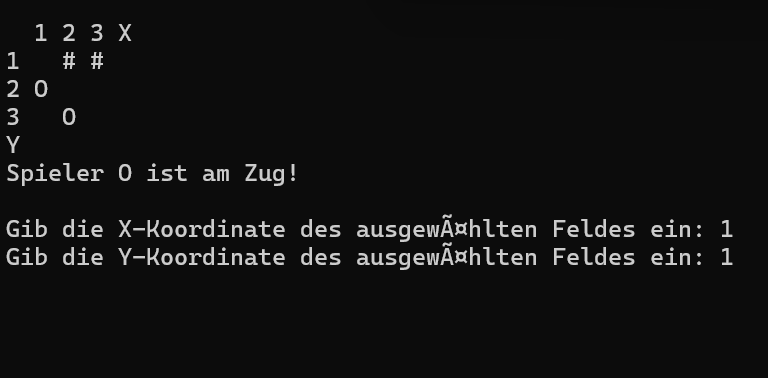 1 2 3 X
1   # #
2 O
3   O
Y
Spieler O ist am Zug!
Gib die X-Koordinate des ausgewÃ¤hlten Feldes ein: 1
Gib die Y-Koordinate des ausgewÃ¤hlten Feldes ein: 1